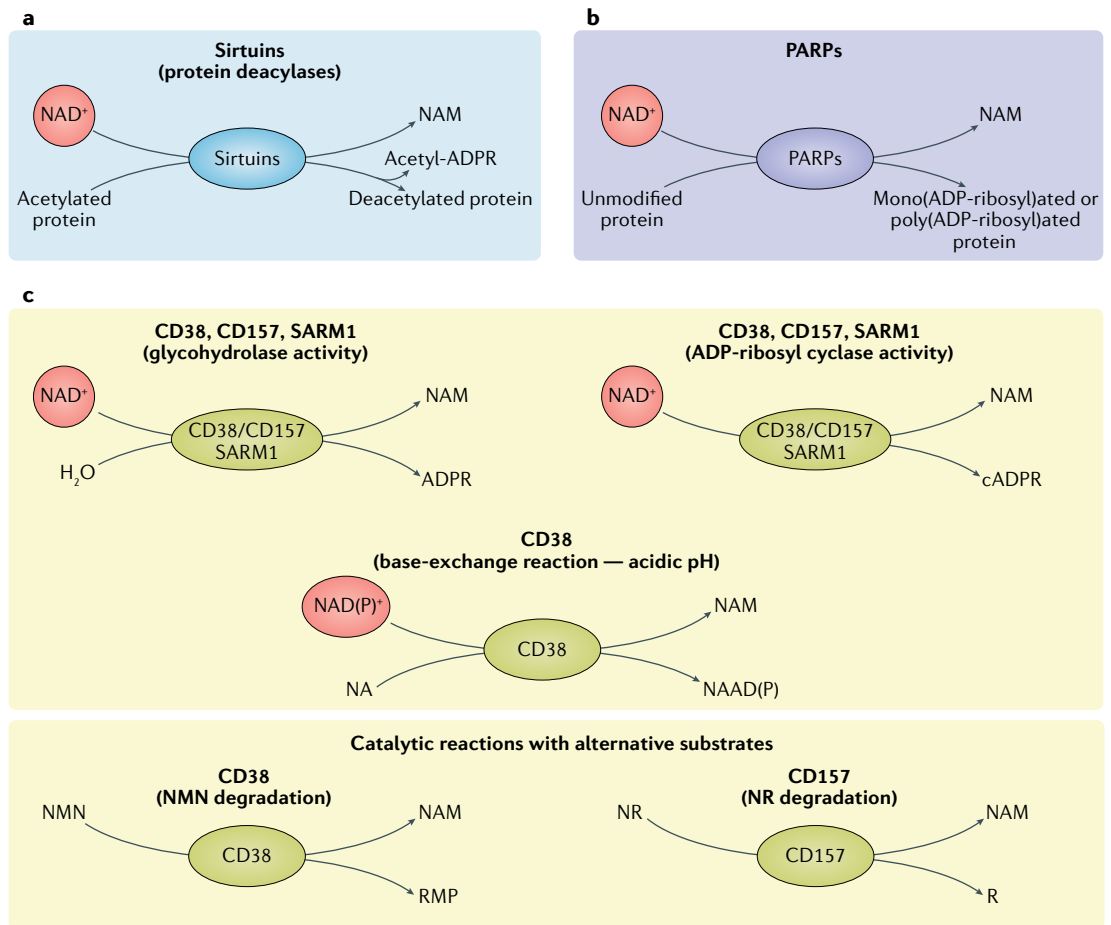 a
Sirtuins
(protein deacylases)
NAD⁺
NAM
Sirtuins
Acetyl-ADPR
Acetylated
protein
Deacetylated protein
b
PARPs
NAD⁺
NAM
PARPs
Unmodified
protein
Mono(ADP-ribosyl)ated or
poly(ADP-ribosyl)ated
protein
c
CD38, CD157, SARM1
(glycohydrolase activity)
NAD⁺
NAM
CD38/CD157
SARM1
H₂O
ADPR
CD38, CD157, SARM1
(ADP-ribosyl cyclase activity)
NAD⁺
NAM
CD38/CD157
SARM1
cADPR
CD38
(base-exchange reaction — acidic pH)
NAD(P)⁺
NAM
CD38
NA
NAAD(P)
Catalytic reactions with alternative substrates
CD38
(NMN degradation)
NMN
NAM
CD38
RMP
CD157
(NR degradation)
NR
NAM
CD157
R